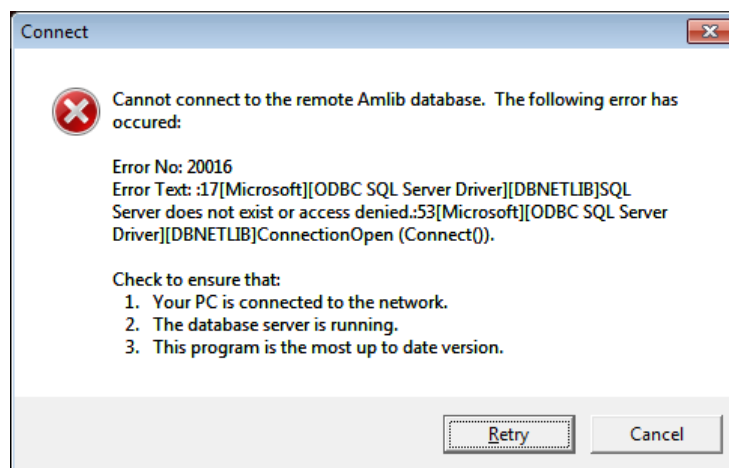 Connect
Cannot connect to the remote Amlib database.  The following error has
occured:
Error No: 20016
Error Text: :17[Microsoft][ODBC SQL Server Driver][DBNETLIB]SQL
Server does not exist or access denied.:53[Microsoft][ODBC SQL Server
Driver][DBNETLIB]ConnectionOpen (Connect()).
Check to ensure that:
1.  Your PC is connected to the network.
2.  The database server is running.
3.  This program is the most up to date version.
Retry
Cancel